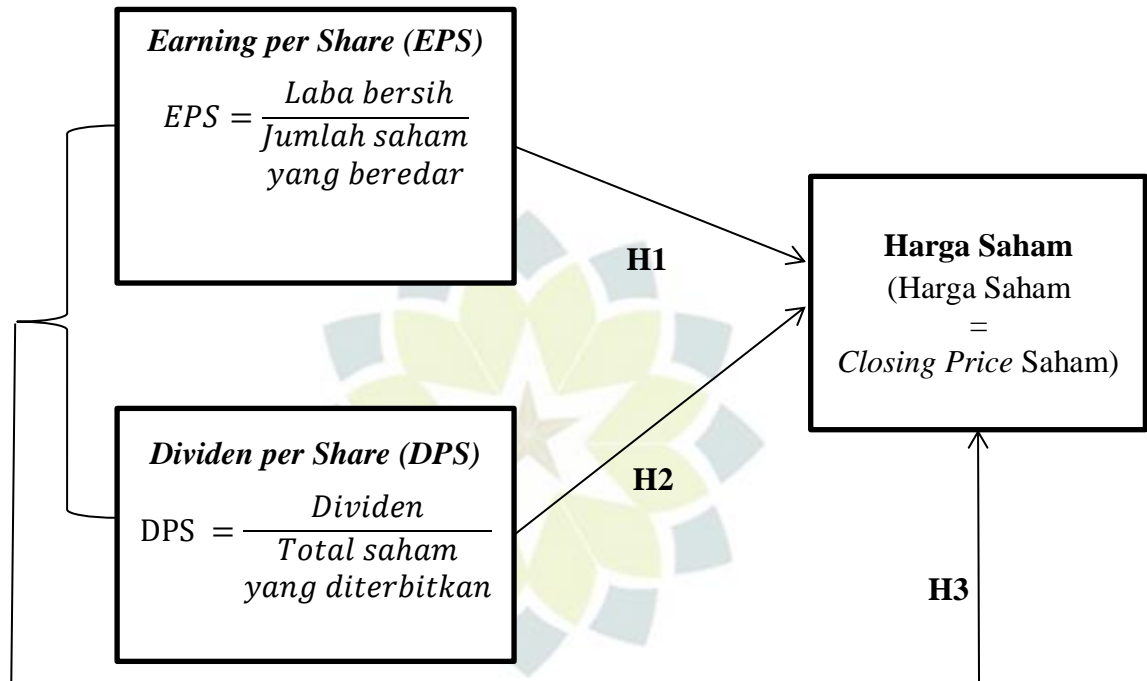 Earning per Share (EPS)
EPS = Laba bersih
Jumlah saham
yang beredar
H1
Harga Saham
(Harga Saham
=
Closing Price Saham)
Dividen per Share (DPS)
DPS = Dividen
Total saham
yang diterbitkan
H2
H3